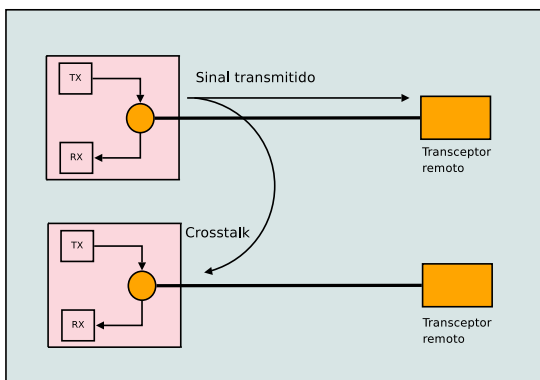 TX
Sinal transmitido
RX
Transceptor
remoto
Crosstalk
TX
RX
Transceptor
remoto